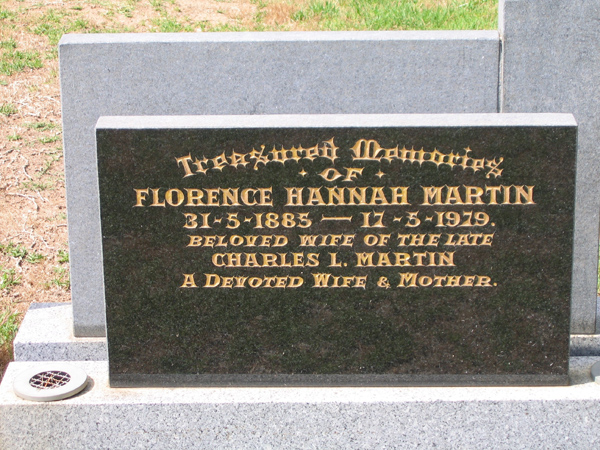 Treasured Memories
· OF ·
FLORENCE HANNAH MARTIN
31-5-1885 — 17-5-1979.
BELOVED WIFE OF THE LATE
CHARLES L. MARTIN
A DEVOTED WIFE & MOTHER.